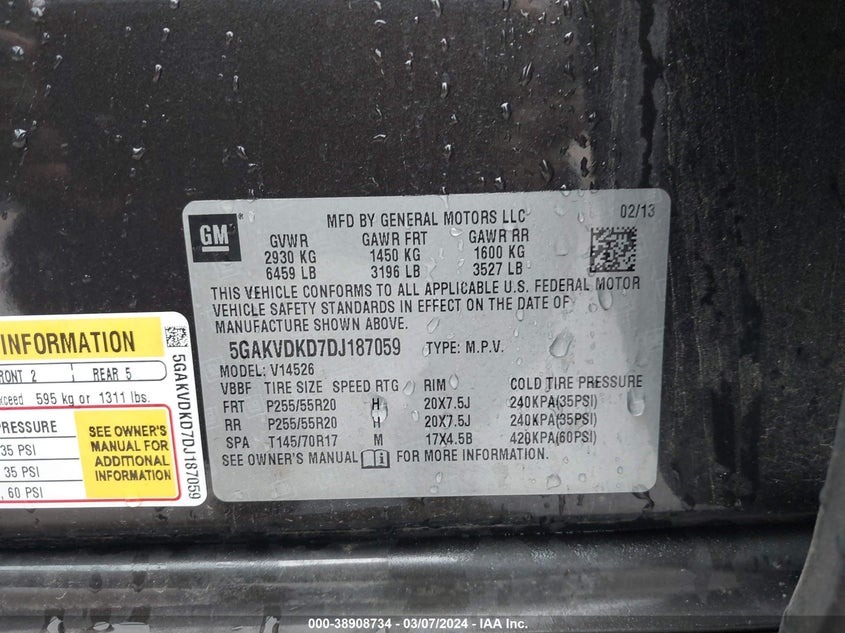 GM
MFD BY GENERAL MOTORS LLC
02/13
GVWR GAWR FRT GAWR RR
2930 KG 1450 KG 1600 KG
6459 LB 3196 LB 3527 LB
THIS VEHICLE CONFORMS TO ALL APPLICABLE U.S. FEDERAL MOTOR
VEHICLE SAFETY STANDARDS IN EFFECT ON THE DATE OF
MANUFACTURE SHOWN ABOVE.
5GAKVDKD7DJ187059 TYPE: M.P.V.
MODEL: V14526
VBBF TIRE SIZE SPEED RTG RIM COLD TIRE PRESSURE
FRT P255/55R20 H 20X7.5J 240KPA(35PSI)
RR P255/55R20 H 20X7.5J 240KPA(35PSI)
SPA T145/70R17 M 17X4.5B 420KPA(60PSI)
SEE OWNER'S MANUAL FOR MORE INFORMATION.
INFORMATION
FRONT 2 REAR 5
595 kg or 1311 lbs.
PRESSURE
35 PSI
35 PSI
, 60 PSI
SEE OWNER'S
MANUAL FOR
ADDITIONAL
INFORMATION
5GAKVDKD7DJ187059
000-38908734 - 03/07/2024 - IAA Inc.